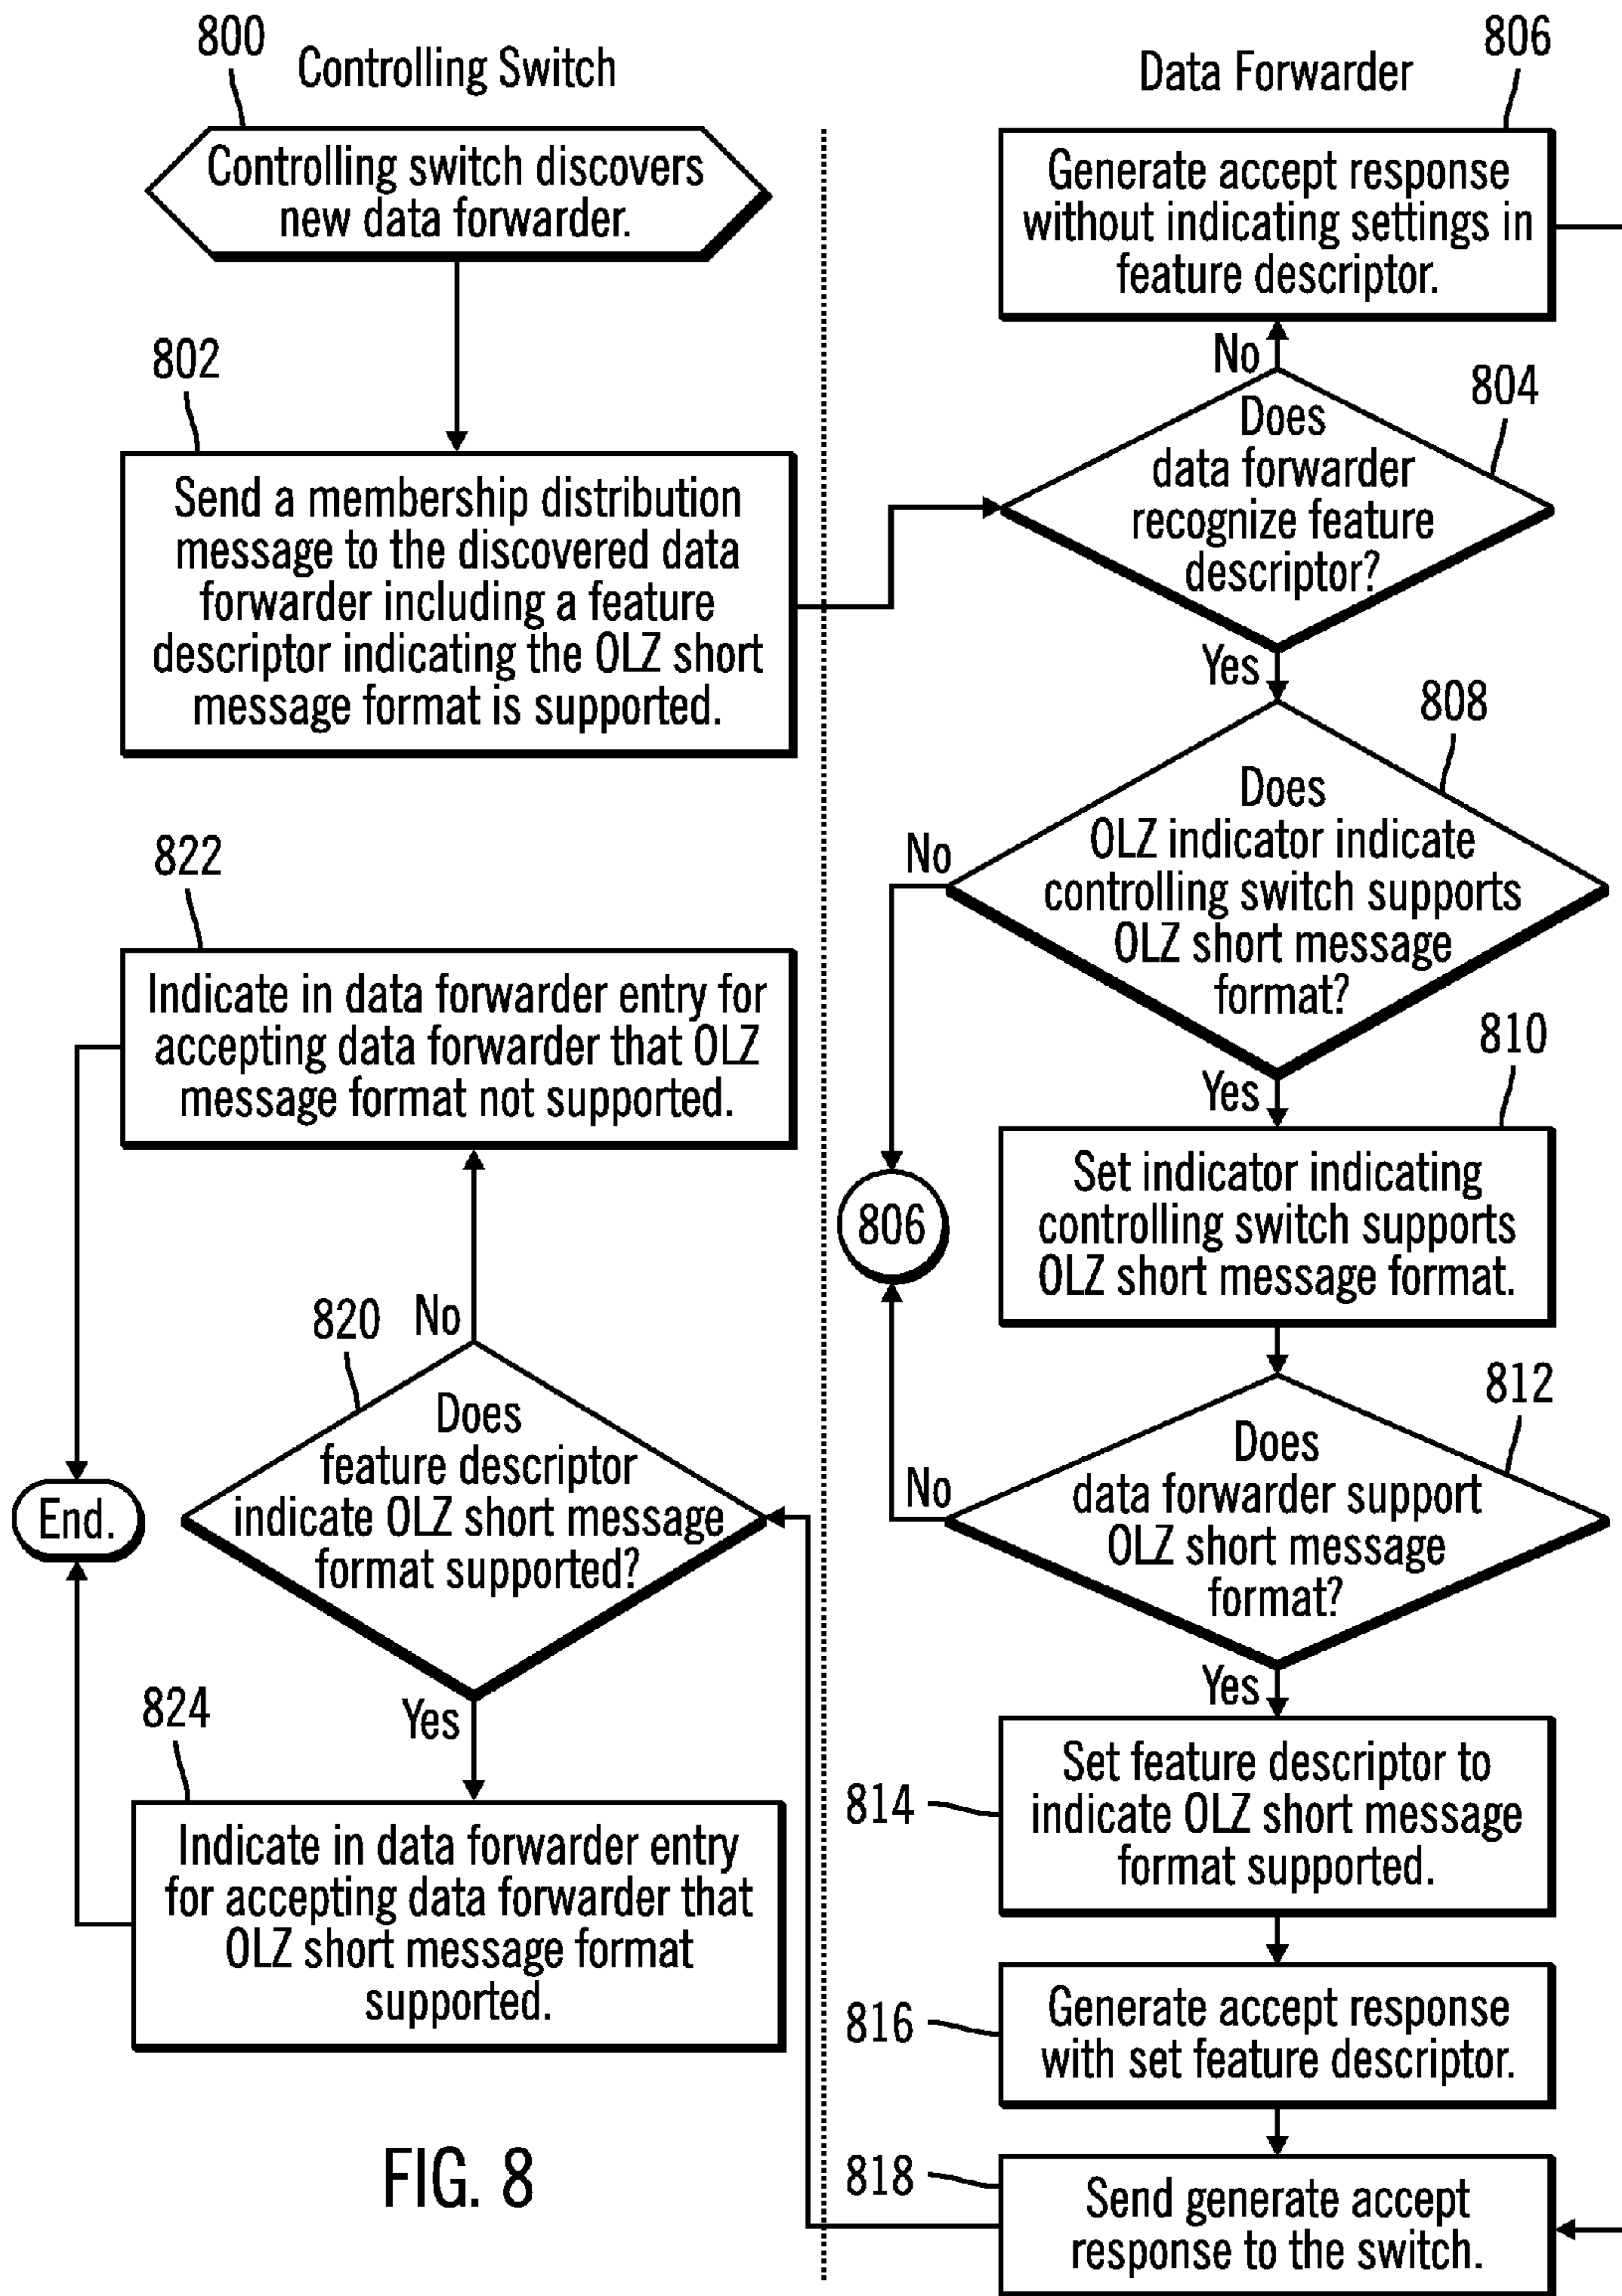 800
Controlling Switch
Controlling switch discovers
new data forwarder.
802
Send a membership distribution
message to the discovered data
forwarder including a feature
descriptor indicating the OLZ short
message format is supported.
822
Indicate in data forwarder entry for
accepting data forwarder that OLZ
message format not supported.
820
No
Does
feature descriptor
indicate OLZ short message
format supported?
End.
Yes
824
Indicate in data forwarder entry
for accepting data forwarder that
OLZ short message format
supported.
FIG. 8
Data Forwarder
806
Generate accept response
without indicating settings in
feature descriptor.
No
804
Does
data forwarder
recognize feature
descriptor?
Yes
808
Does
OLZ indicator indicate
controlling switch supports
OLZ short message
format?
No
Yes
810
Set indicator indicating
controlling switch supports
OLZ short message format.
806
812
Does
data forwarder support
OLZ short message
format?
No
Yes
814
Set feature descriptor to
indicate OLZ short message
format supported.
816
Generate accept response
with set feature descriptor.
818
Send generate accept
response to the switch.